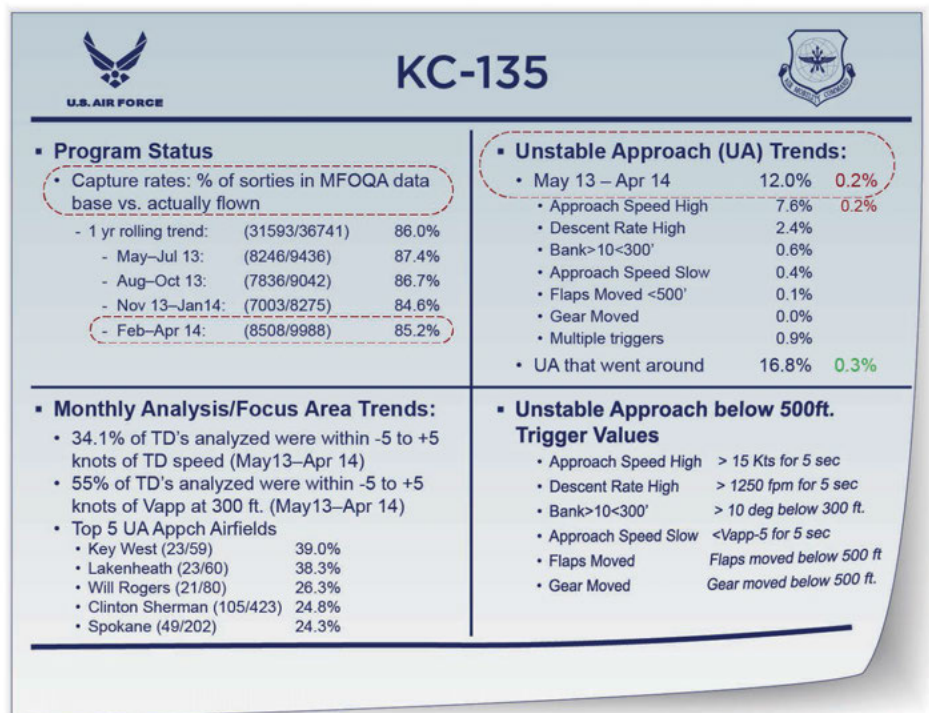 U.S. AIR FORCE
KC-135
AIR MOBILITY COMMAND
▪ Program Status
• Capture rates: % of sorties in MFOQA data
base vs. actually flown
- 1 yr rolling trend: (31593/36741) 86.0%
- May–Jul 13: (8246/9436) 87.4%
- Aug–Oct 13: (7836/9042) 86.7%
- Nov 13–Jan14: (7003/8275) 84.6%
- Feb–Apr 14: (8508/9988) 85.2%
▪ Unstable Approach (UA) Trends:
• May 13 – Apr 14 12.0% 0.2%
• Approach Speed High 7.6% 0.2%
• Descent Rate High 2.4%
• Bank>10<300' 0.6%
• Approach Speed Slow 0.4%
• Flaps Moved <500' 0.1%
• Gear Moved 0.0%
• Multiple triggers 0.9%
• UA that went around 16.8% 0.3%
▪ Monthly Analysis/Focus Area Trends:
• 34.1% of TD's analyzed were within -5 to +5
knots of TD speed (May13–Apr 14)
• 55% of TD's analyzed were within -5 to +5
knots of Vapp at 300 ft. (May13–Apr 14)
• Top 5 UA Appch Airfields
• Key West (23/59) 39.0%
• Lakenheath (23/60) 38.3%
• Will Rogers (21/80) 26.3%
• Clinton Sherman (105/423) 24.8%
• Spokane (49/202) 24.3%
▪ Unstable Approach below 500ft.
Trigger Values
• Approach Speed High > 15 Kts for 5 sec
• Descent Rate High > 1250 fpm for 5 sec
• Bank>10<300' > 10 deg below 300 ft.
• Approach Speed Slow <Vapp-5 for 5 sec
• Flaps Moved Flaps moved below 500 ft
• Gear Moved Gear moved below 500 ft.